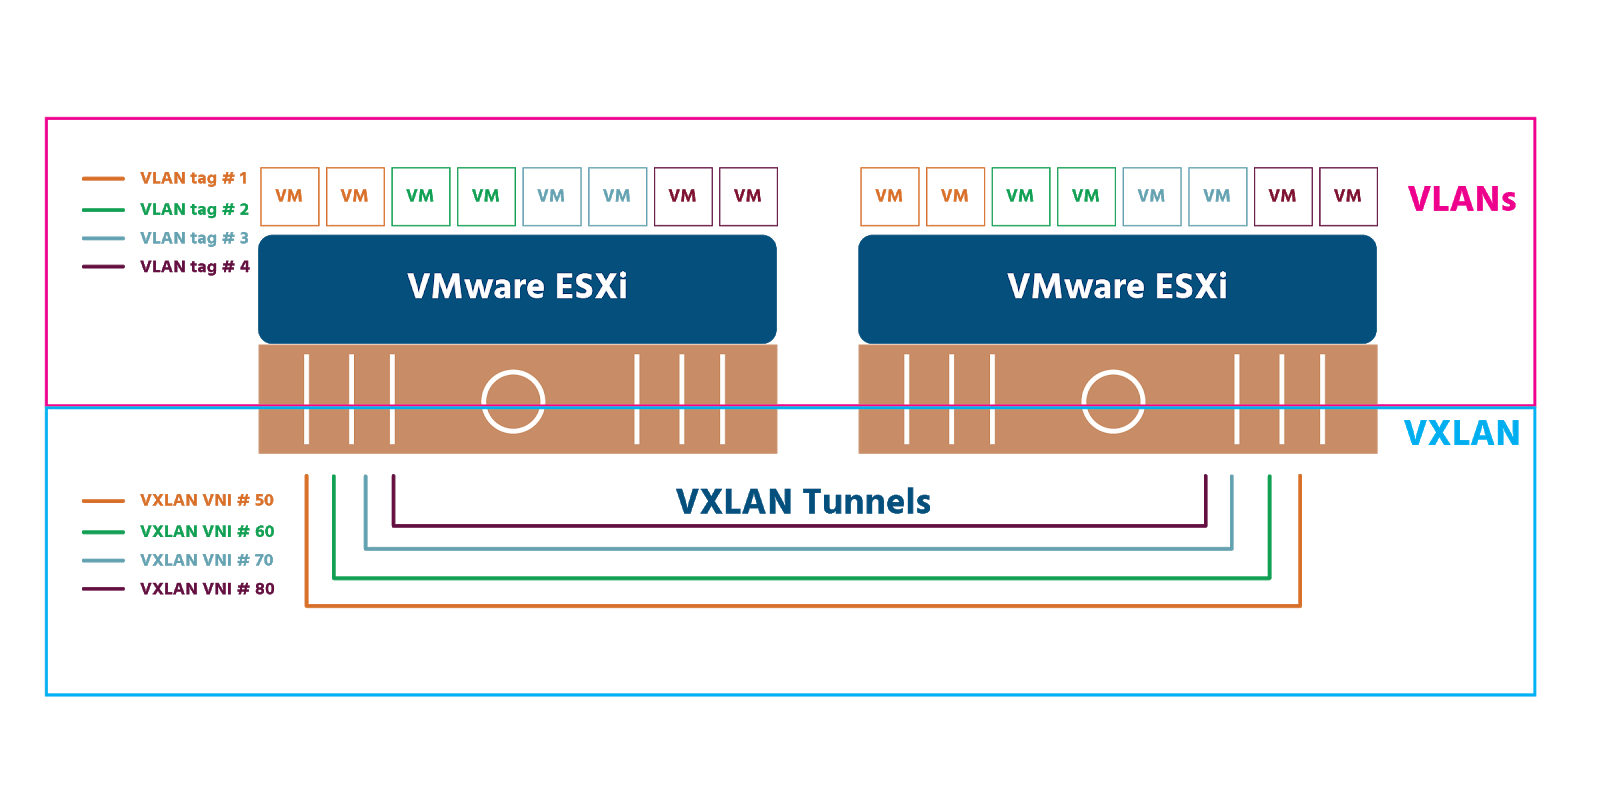 VLAN tag # 1
VLAN tag # 2
VLAN tag # 3
VLAN tag # 4
VM VM VM VM VM VM VM VM
VM VM VM VM VM VM VM VM
VLANs
VMware ESXi
VMware ESXi
VXLAN
VXLAN Tunnels
VXLAN VNI # 50
VXLAN VNI # 60
VXLAN VNI # 70
VXLAN VNI # 80